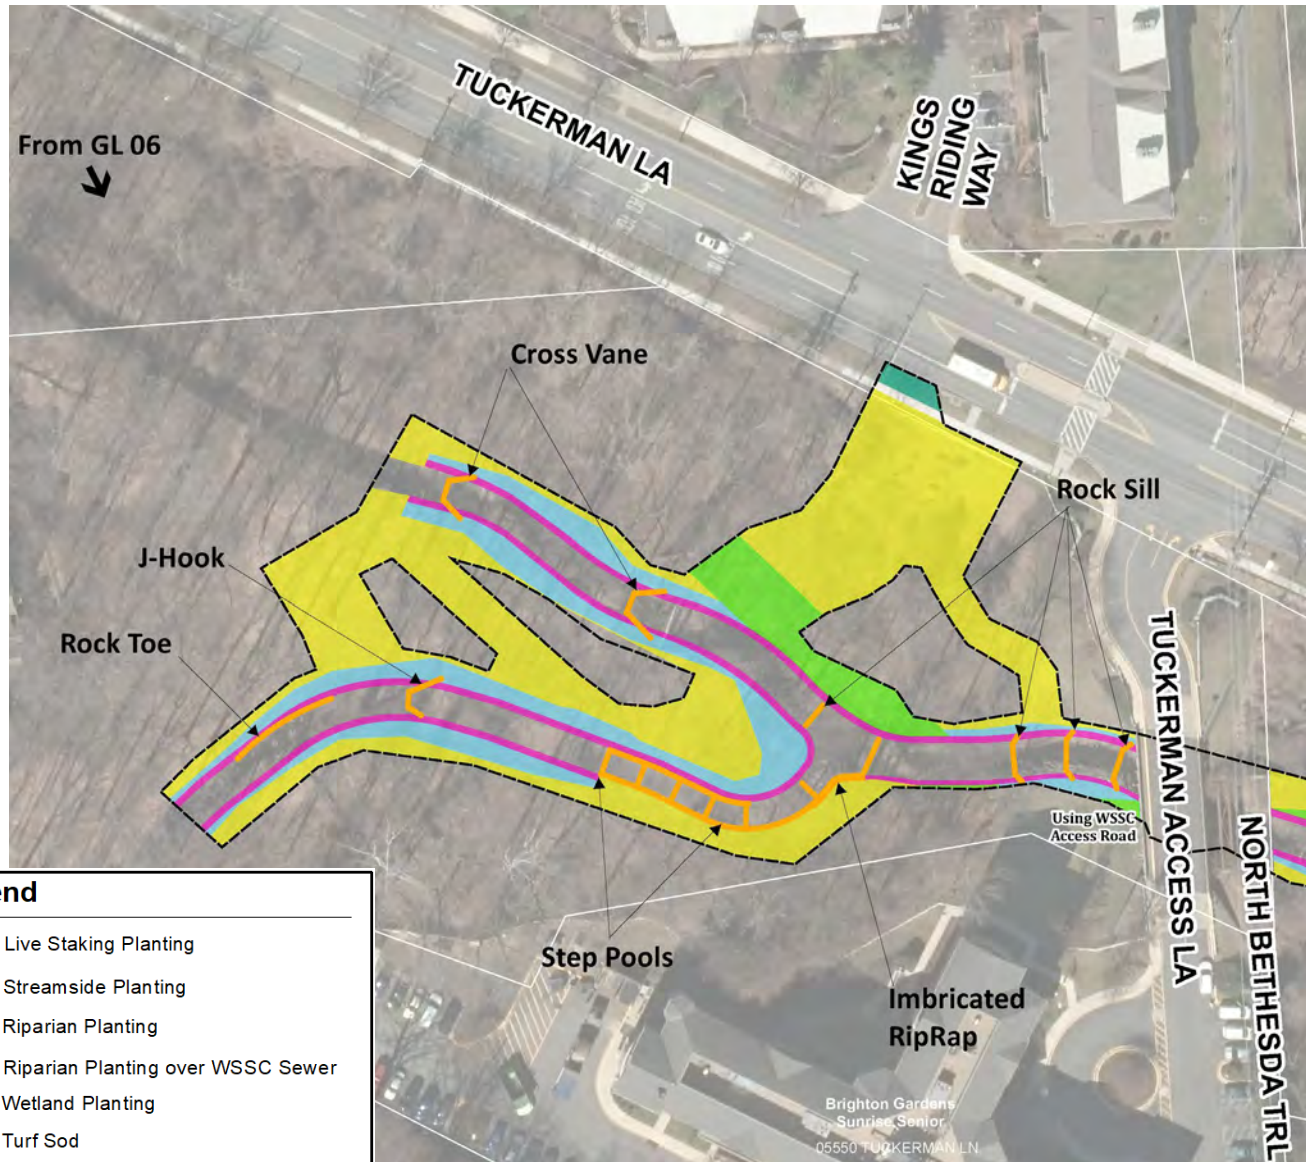 TUCKERMAN LA
KINGS
RIDING
WAY
From GL 06
Cross Vane
Rock Sill
J-Hook
Rock Toe
TUCKERMAN ACCESS LA
Using WSSC
Access Road
NORTH BETHESDA TRL
end
Live Staking Planting
Streamside Planting
Riparian Planting
Riparian Planting over WSSC Sewer
Wetland Planting
Turf Sod
Step Pools
Imbricated
RipRap
Brighton Gardens
Sunrise Senior
05550 TUCKERMAN LN